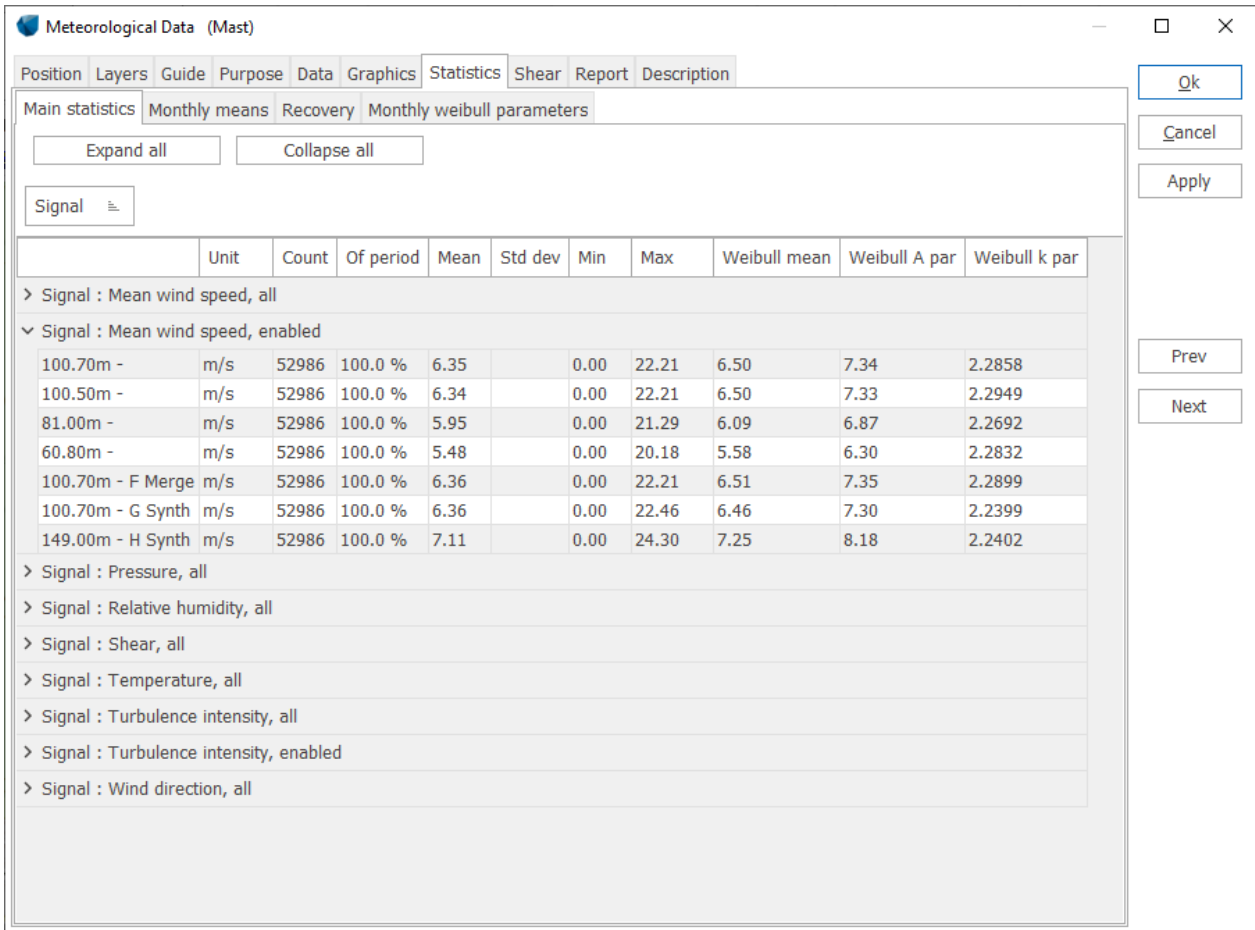 Meteorological Data (Mast)
Position Layers Guide Purpose Data Graphics Statistics Shear Report Description
Main statistics Monthly means Recovery Monthly weibull parameters
Expand all Collapse all
Signal
Unit Count Of period Mean Std dev Min Max Weibull mean Weibull A par Weibull k par
Signal : Mean wind speed, all
Signal : Mean wind speed, enabled
100.70m - m/s 52986 100.0 % 6.35 0.00 22.21 6.50 7.34 2.2858
100.50m - m/s 52986 100.0 % 6.34 0.00 22.21 6.50 7.33 2.2949
81.00m - m/s 52986 100.0 % 5.95 0.00 21.29 6.09 6.87 2.2692
60.80m - m/s 52986 100.0 % 5.48 0.00 20.18 5.58 6.30 2.2832
100.70m - F Merge m/s 52986 100.0 % 6.36 0.00 22.21 6.51 7.35 2.2899
100.70m - G Synth m/s 52986 100.0 % 6.36 0.00 22.46 6.46 7.30 2.2399
149.00m - H Synth m/s 52986 100.0 % 7.11 0.00 24.30 7.25 8.18 2.2402
Signal : Pressure, all
Signal : Relative humidity, all
Signal : Shear, all
Signal : Temperature, all
Signal : Turbulence intensity, all
Signal : Turbulence intensity, enabled
Signal : Wind direction, all
Ok
Cancel
Apply
Prev
Next